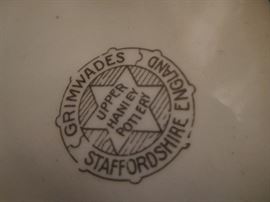 GRIMWADES
UPPER
HANLEY
POTTERY
STAFFORDSHIRE ENGLAND